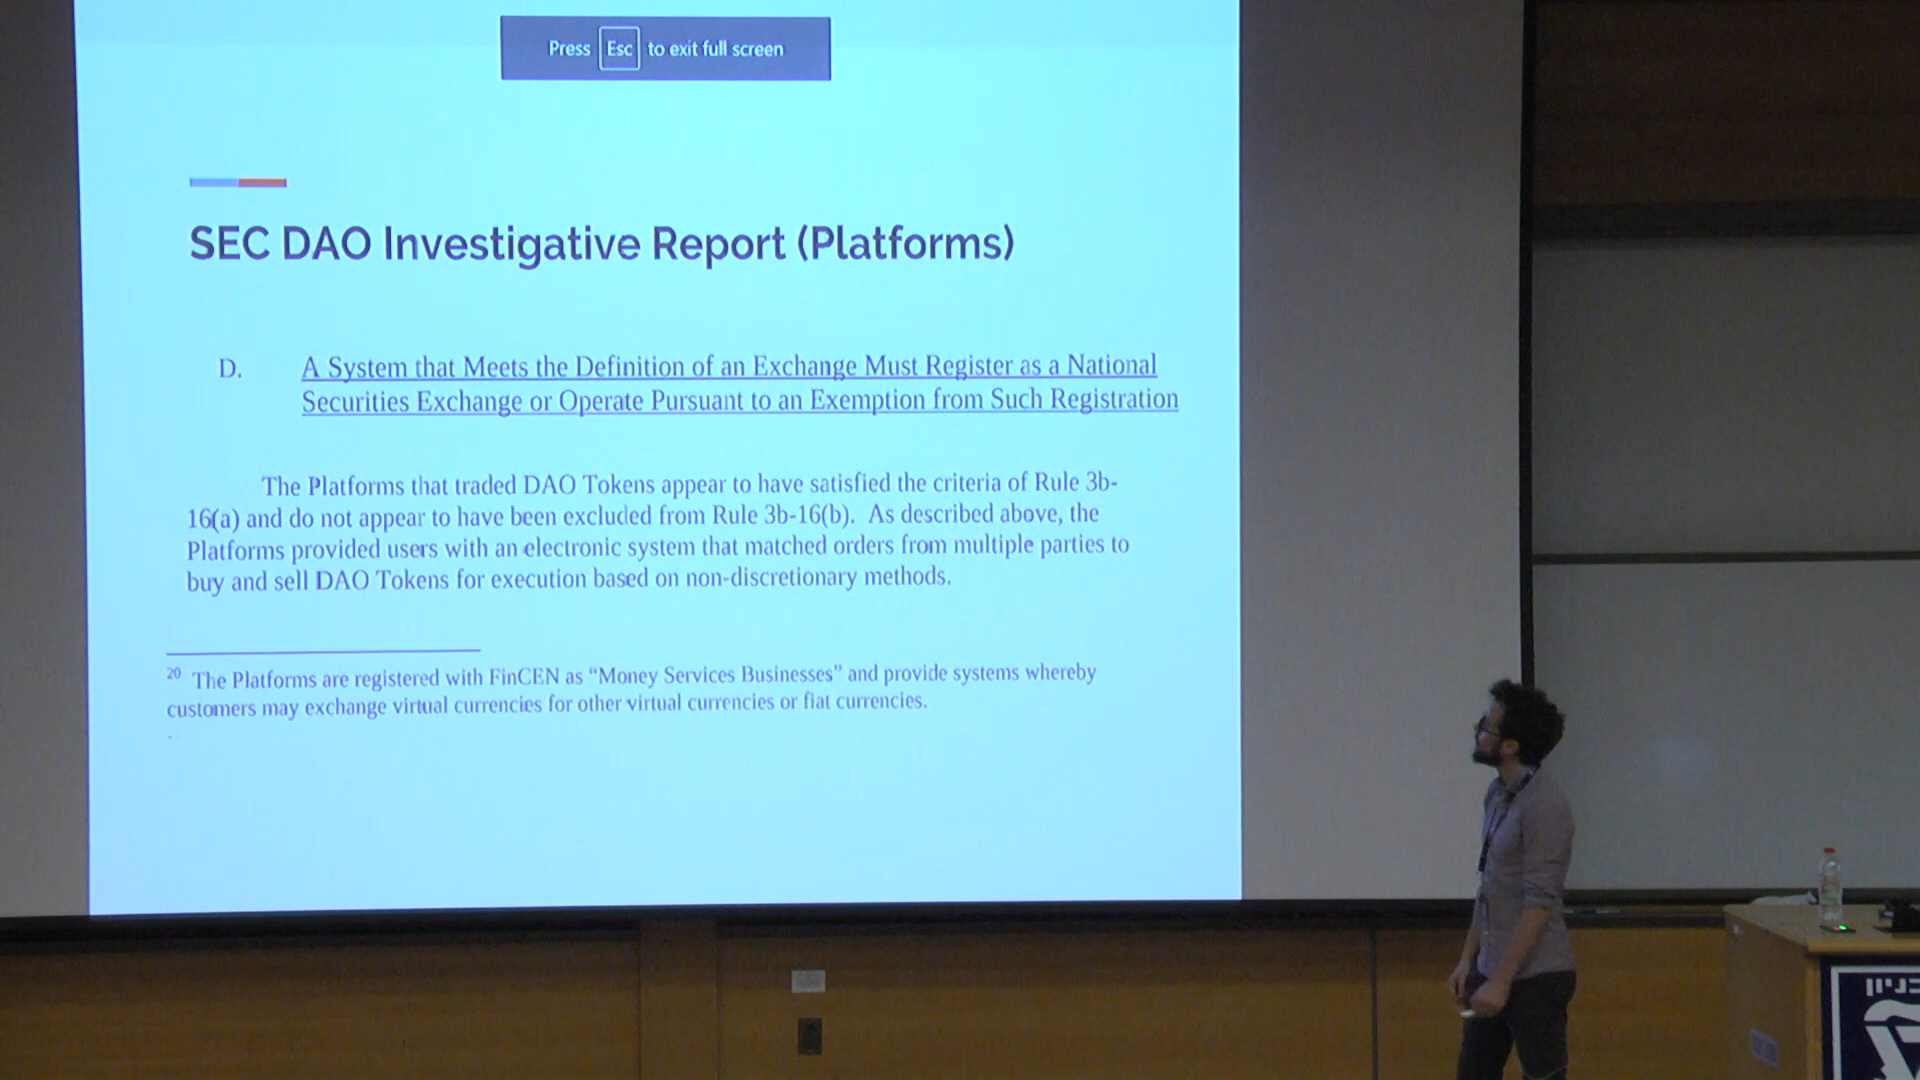 Press Esc to exit full screen
SEC DAO Investigative Report (Platforms)
D. A System that Meets the Definition of an Exchange Must Register as a National
Securities Exchange or Operate Pursuant to an Exemption from Such Registration
The Platforms that traded DAO Tokens appear to have satisfied the criteria of Rule 3b-
16(a) and do not appear to have been excluded from Rule 3b-16(b). As described above, the
Platforms provided users with an electronic system that matched orders from multiple parties to
buy and sell DAO Tokens for execution based on non-discretionary methods.
20 The Platforms are registered with FinCEN as “Money Services Businesses” and provide systems whereby
customers may exchange virtual currencies for other virtual currencies or fiat currencies.